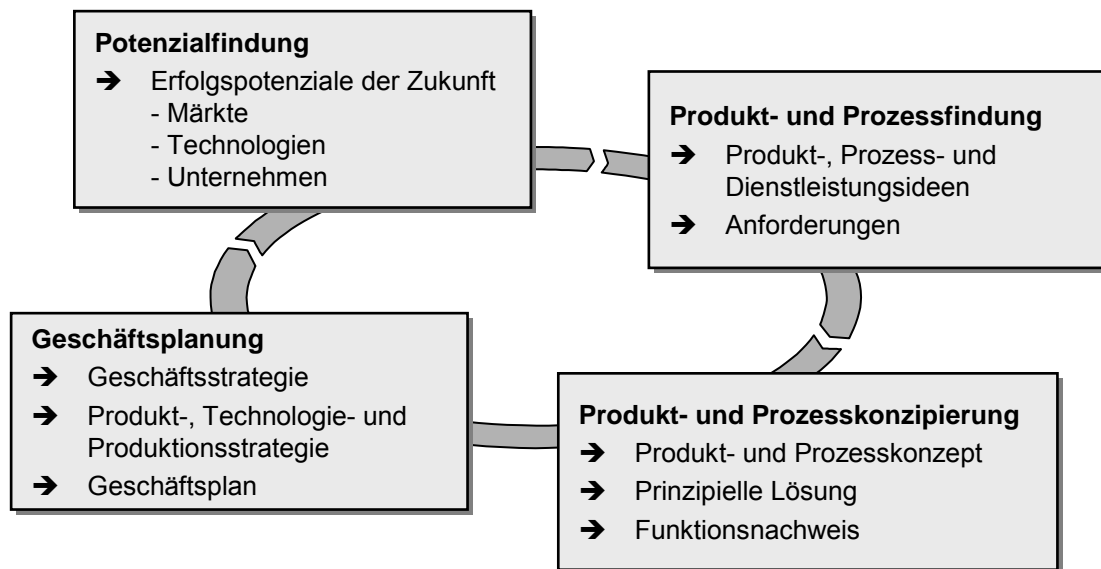 Potenzialfindung
➔ Erfolgspotenziale der Zukunft
- Märkte
- Technologien
- Unternehmen
Produkt- und Prozessfindung
➔ Produkt-, Prozess- und
Dienstleistungsideen
➔ Anforderungen
Geschäftsplanung
➔ Geschäftsstrategie
➔ Produkt-, Technologie- und
Produktionsstrategie
➔ Geschäftsplan
Produkt- und Prozesskonzipierung
➔ Produkt- und Prozesskonzept
➔ Prinzipielle Lösung
➔ Funktionsnachweis